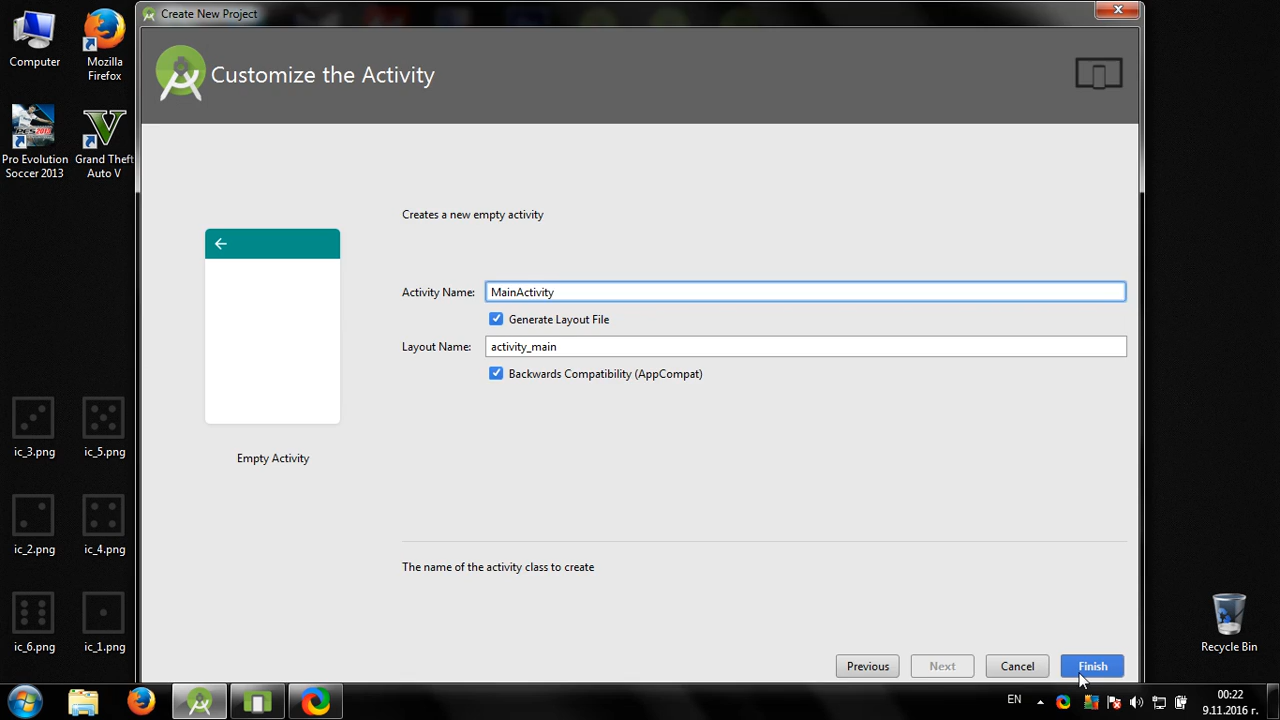 Create New Project
Customize the Activity
Computer
Mozilla
Firefox
Pro Evolution
Soccer 2013
Grand Theft
Auto V
Creates a new empty activity
Activity Name: MainActivity
Generate Layout File
Layout Name: activity_main
Backwards Compatibility (AppCompat)
Empty Activity
The name of the activity class to create
ic_3.png
ic_5.png
ic_2.png
ic_4.png
ic_6.png
ic_1.png
Recycle Bin
Previous
Next
Cancel
Finish
EN
00:22
9.11.2016 г.